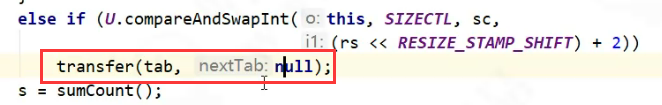 else if (U.compareAndSwapInt( o: this, SIZECTL, sc,
i1: (rs << RESIZE_STAMP_SHIFT) + 2))
transfer(tab, nextTab: null);
s = sumCount();